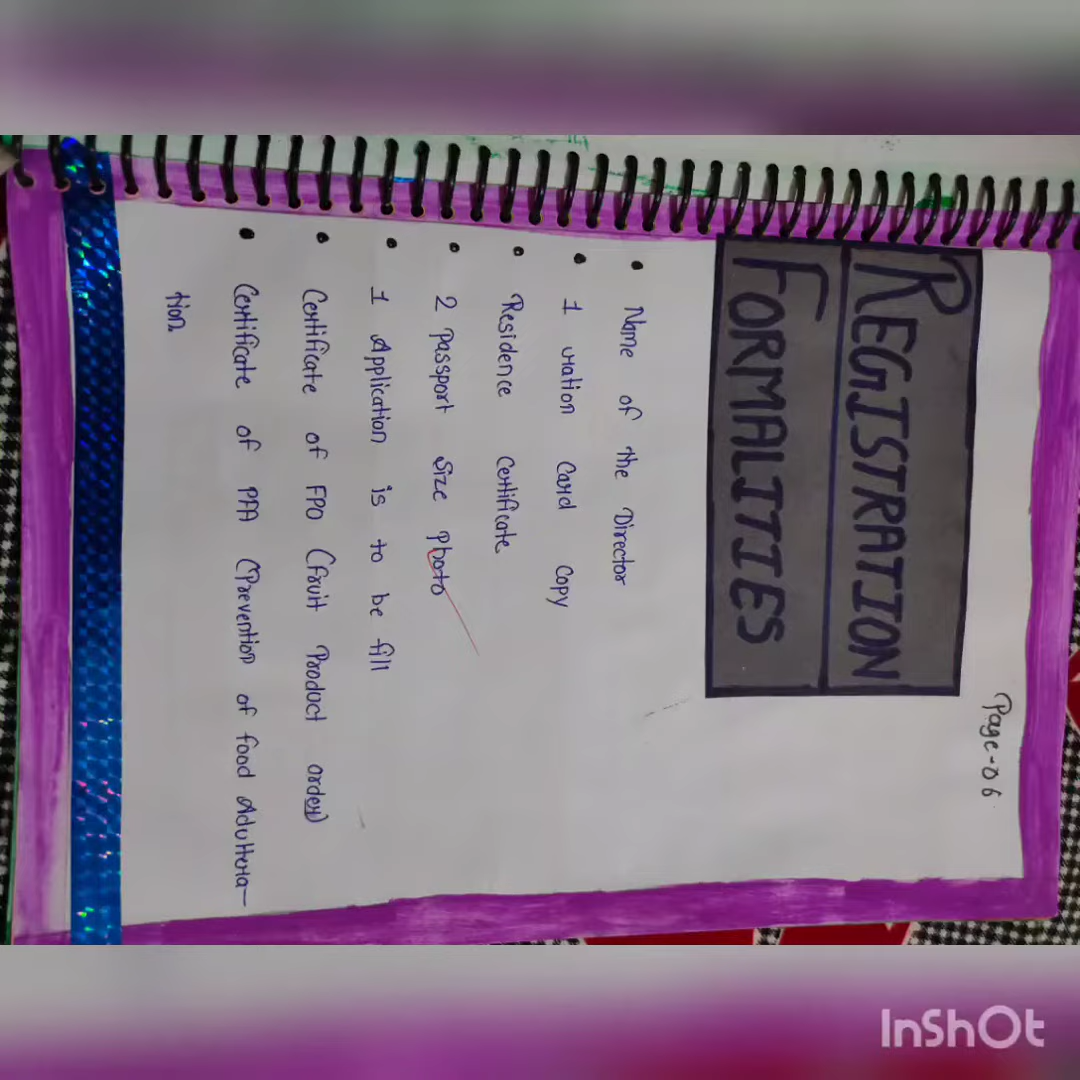 Page-06
REGISTRATION
FORMALITIES
• Name of the Director
• 1 ration Card Copy
• Residence Certificate
• 2 Passport Size Photo
• 1 Application is to be fill
• Certificate of FPO (Fruit Product order)
• Certificate of PFA (Prevention of food Adulteria-
tion
InShOt